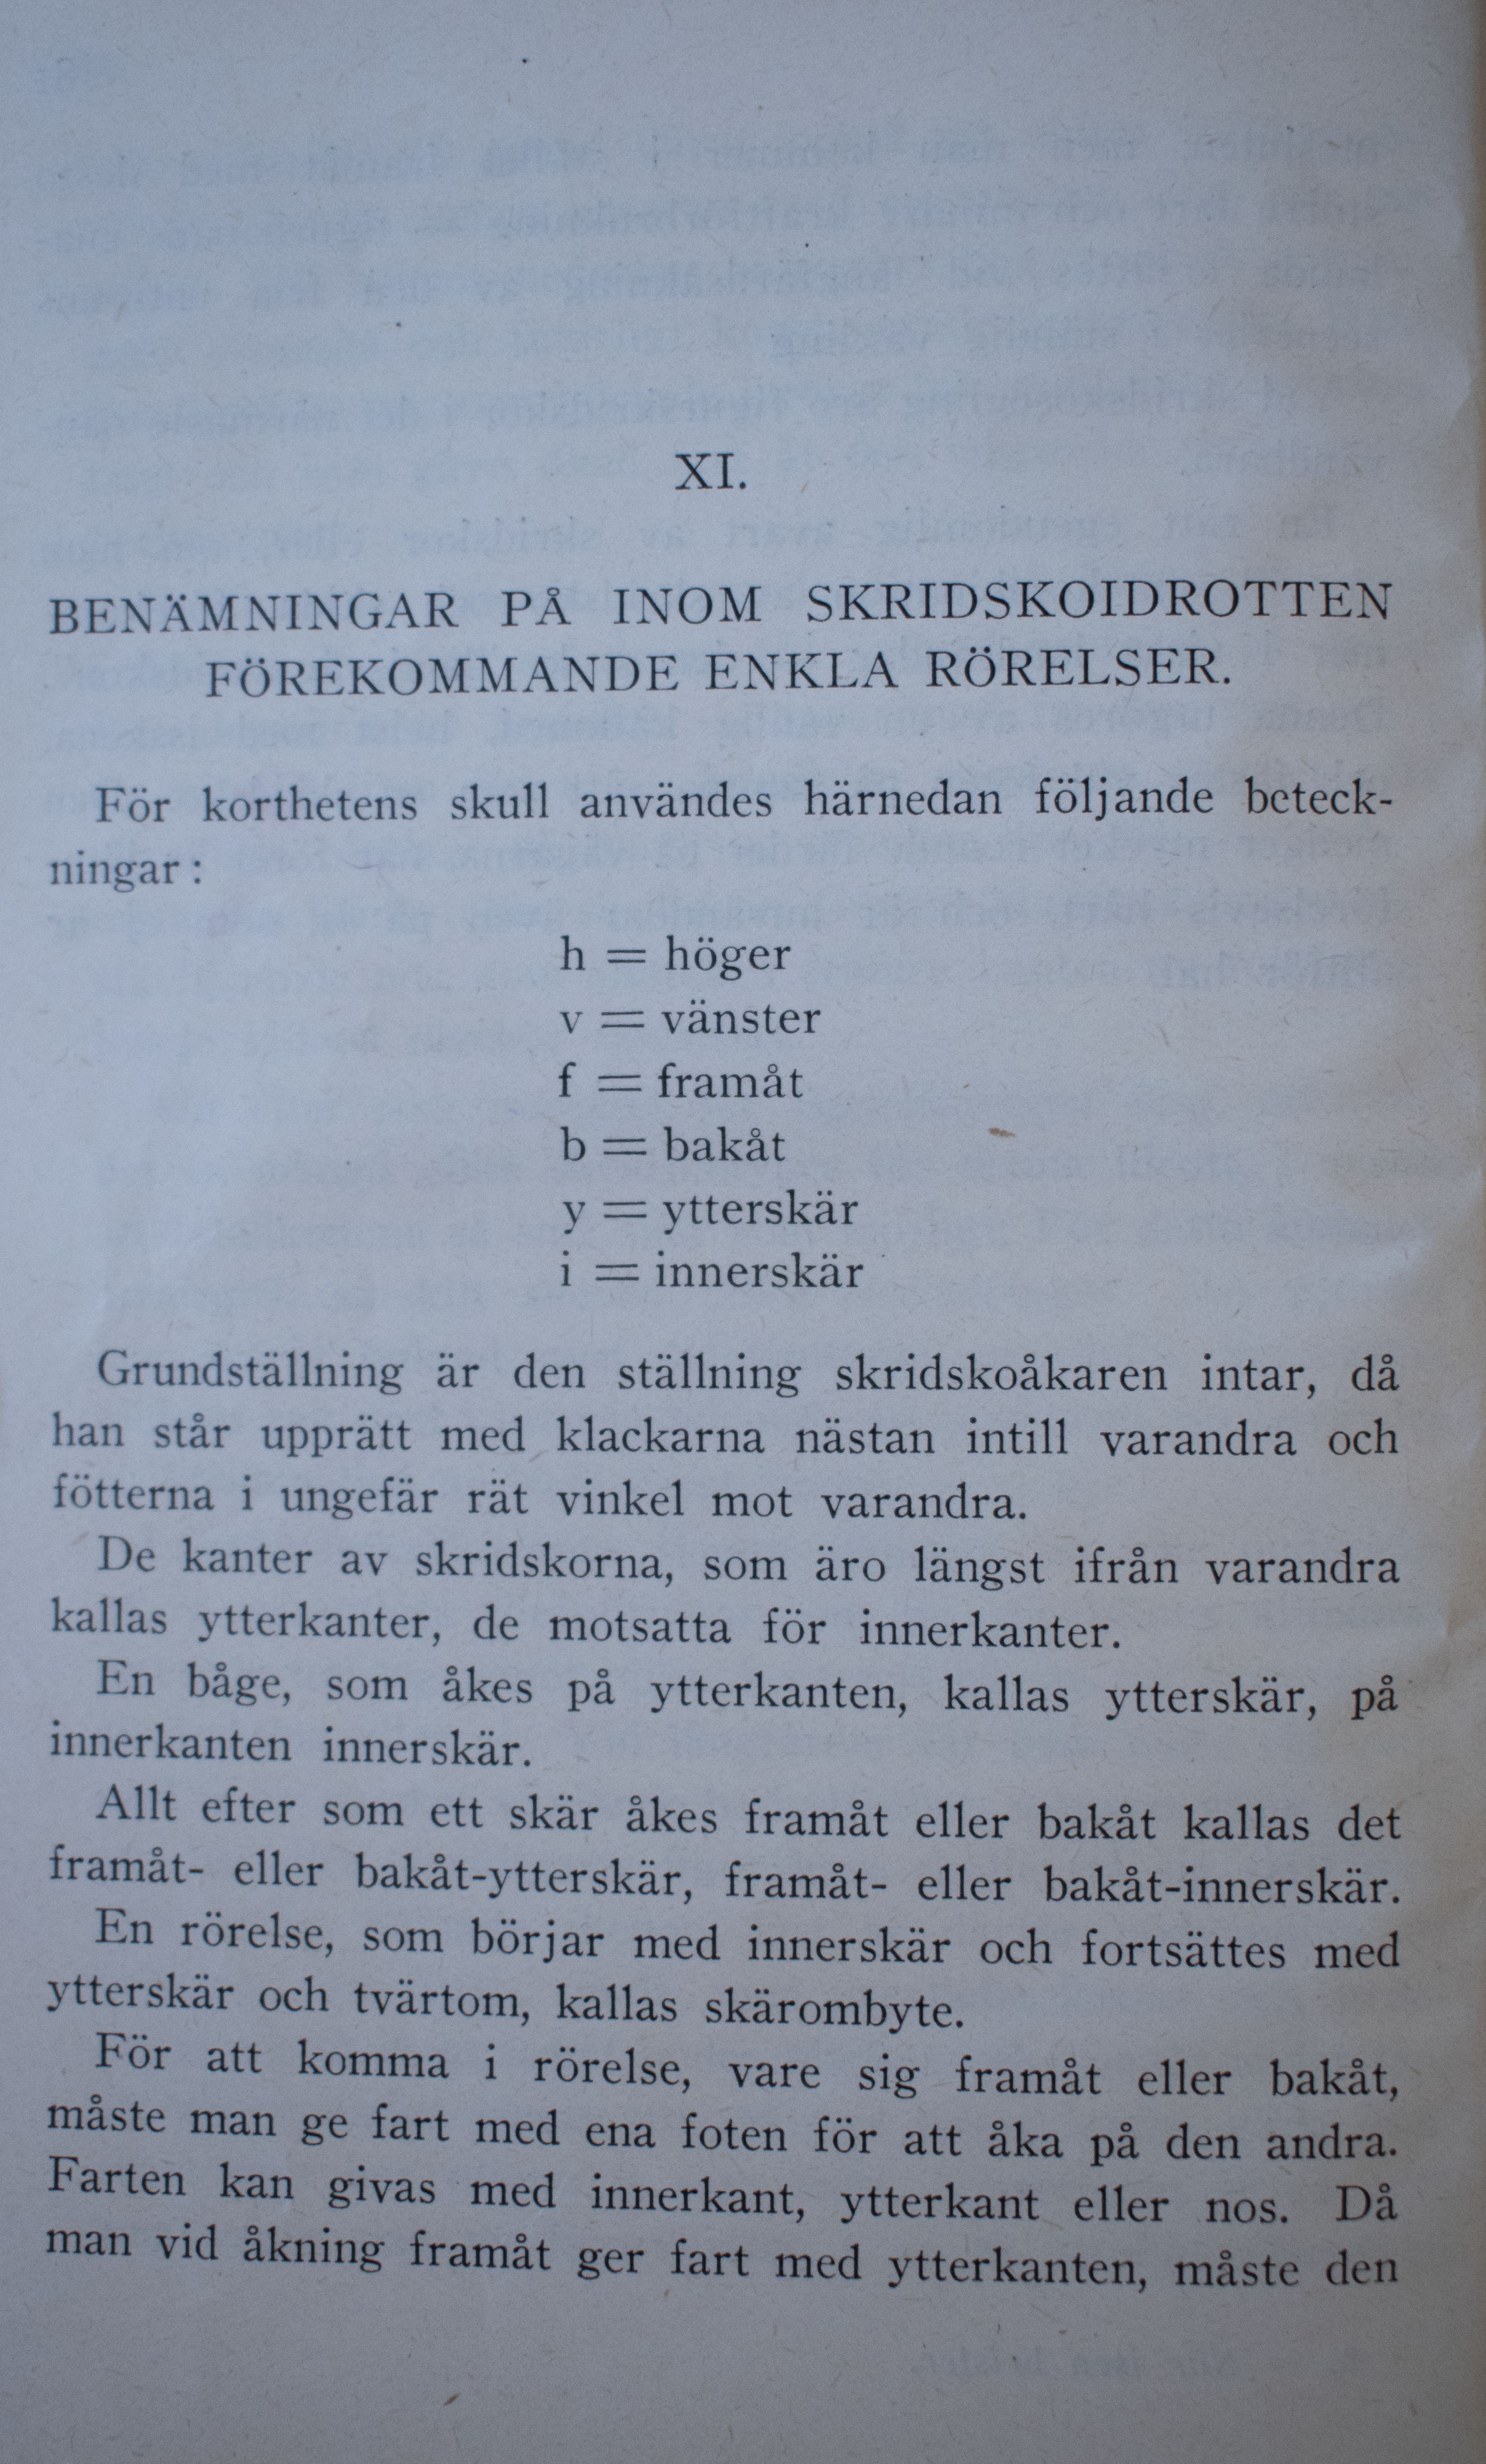 XI.
BENÄMNINGAR PÅ INOM SKRIDSKOIDROTTEN
FÖREKOMMANDE ENKLA RÖRELSER.
För korthetens skull användes härnedan följande beteck-
ningar:
h = höger
v = vänster
f = framåt
b = bakåt
y = ytterskär
i = innerskär
Grundställning är den ställning skridskoåkaren intar, då
han står upprätt med klackarna nästan intill varandra och
fötterna i ungefär rät vinkel mot varandra.
De kanter av skridskorna, som äro längst ifrån varandra
kallas ytterkanter, de motsatta för innerkanter.
En båge, som åkes på ytterkanten, kallas ytterskär, på
innerkanten innerskär.
Allt efter som ett skär åkes framåt eller bakåt kallas det
framåt- eller bakåt-ytterskär, framåt- eller bakåt-innerskär.
En rörelse, som börjar med innerskär och fortsättes med
ytterskär och tvärtom, kallas skärombyte.
För att komma i rörelse, vare sig framåt eller bakåt,
måste man ge fart med ena foten för att åka på den andra.
Farten kan givas med innerkant, ytterkant eller nos. Då
man vid åkning framåt ger fart med ytterkanten, måste den